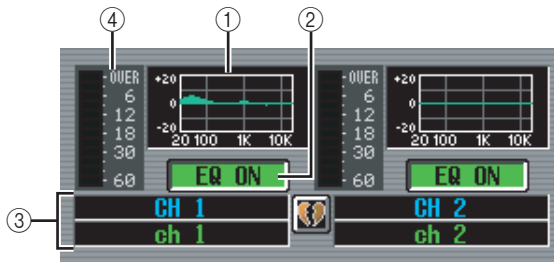 ④ ① ②
OVER +20 OVER +20
6 6
12 0 12 0
18 -20 18 -20
20 100 1K 10K 20 100 1K 10K
30 30
60 EQ ON 60 EQ ON
③
CH 1 CH 2
ch 1 ch 2